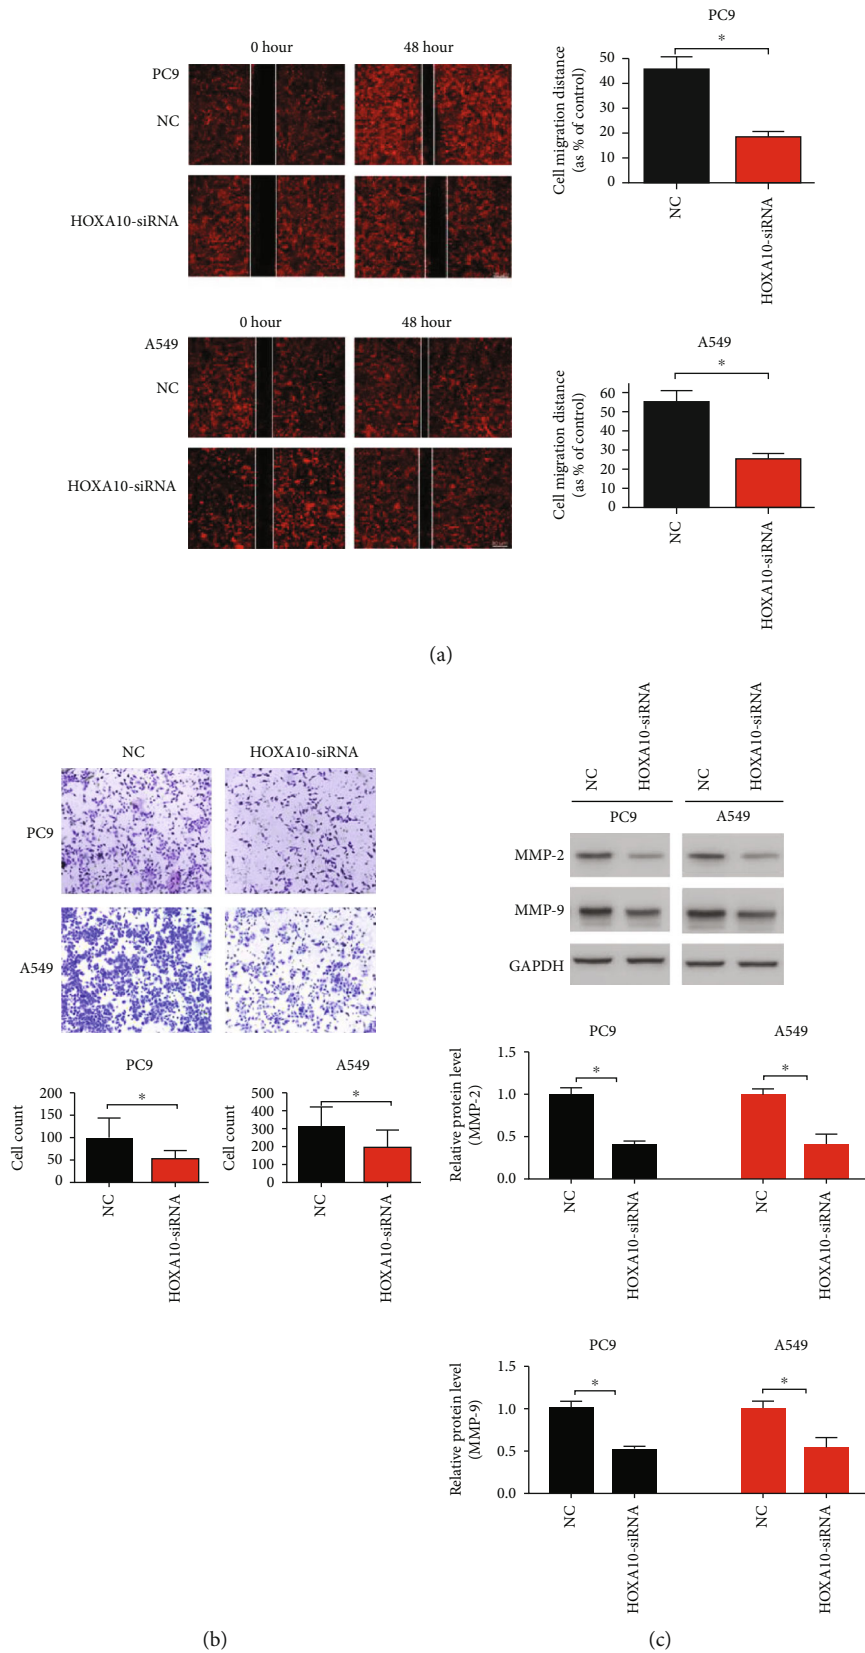 0 hour
48 hour
PC9
NC
HOXA10-siRNA
0 hour
48 hour
A549
NC
HOXA10-siRNA
PC9
*
50
40
30
20
10
0
Cell migration distance
(as % of control)
NC
HOXA10-siRNA
A549
*
60
50
40
30
20
10
0
Cell migration distance
(as % of control)
NC
HOXA10-siRNA
(a)
NC
HOXA10-siRNA
PC9
A549
PC9
*
200
150
100
50
0
Cell count
NC
HOXA10-siRNA
A549
*
500
400
300
200
100
0
Cell count
NC
HOXA10-siRNA
(b)
NC
HOXA10-siRNA
NC
HOXA10-siRNA
PC9
A549
MMP-2
MMP-9
GAPDH
PC9
A549
1.5
1.0
0.5
0.0
*
*
Relative protein level
(MMP-2)
NC
HOXA10-siRNA
NC
HOXA10-siRNA
PC9
A549
1.5
1.0
0.5
0.0
*
*
Relative protein level
(MMP-9)
NC
HOXA10-siRNA
NC
HOXA10-siRNA
(c)